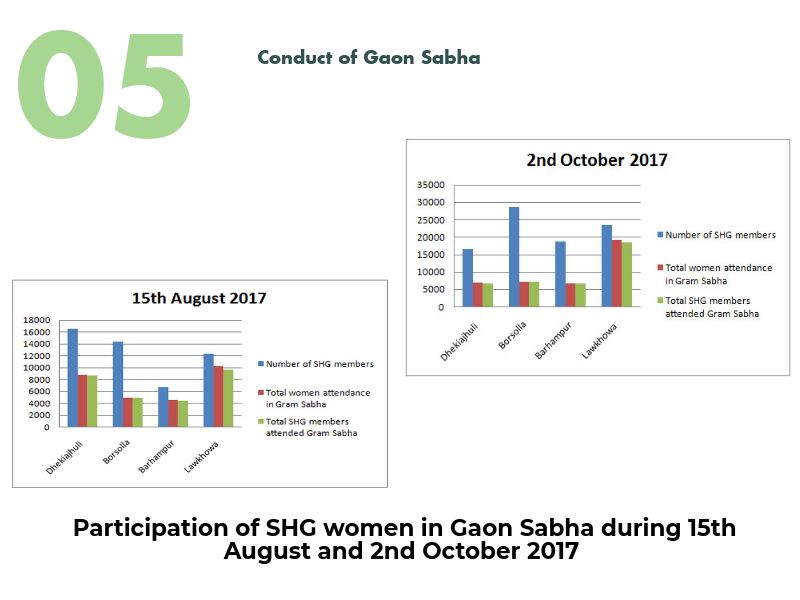 05
Conduct of Gaon Sabha
2nd October 2017
35000
30000
25000
20000
15000
10000
5000
0
Dhekiajhuli
Borsolla
Barhampur
Lawkhowa
Number of SHG members
Total women attendance
in Gram Sabha
Total SHG members
attended Gram Sabha
15th August 2017
18000
16000
14000
12000
10000
8000
6000
4000
2000
0
Dhekiajhuli
Borsolla
Barhampur
Lawkhowa
Number of SHG members
Total women attendance
in Gram Sabha
Total SHG members
attended Gram Sabha
Participation of SHG women in Gaon Sabha during 15th
August and 2nd October 2017